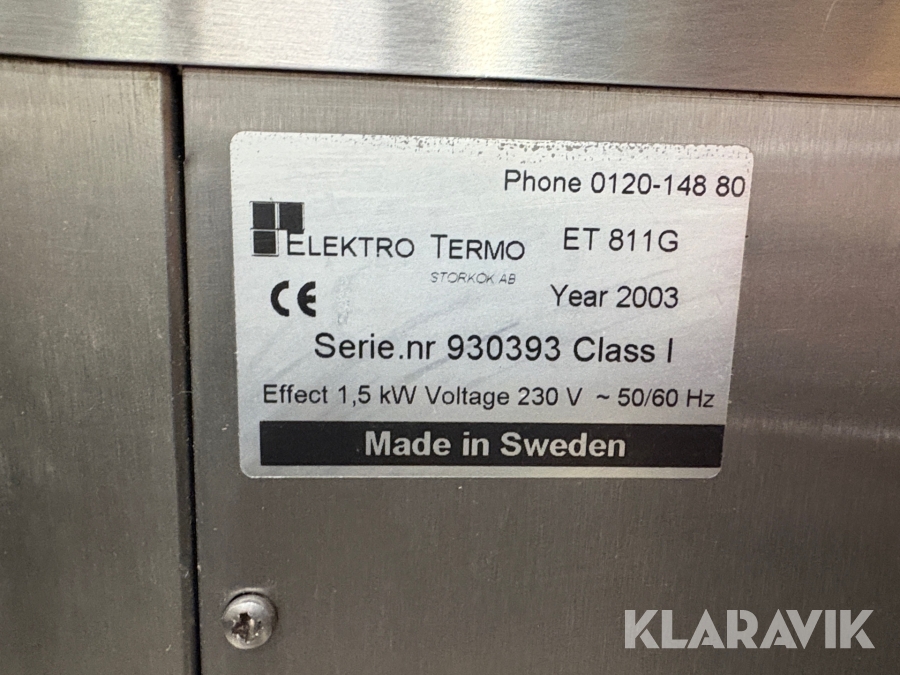 Phone 0120-148 80
ELEKTRO TERMO ET 811G
STORKÖK AB
CE Year 2003
Serie.nr 930393 Class I
Effect 1,5 kW Voltage 230 V ~ 50/60 Hz
Made in Sweden
KLARAVIK